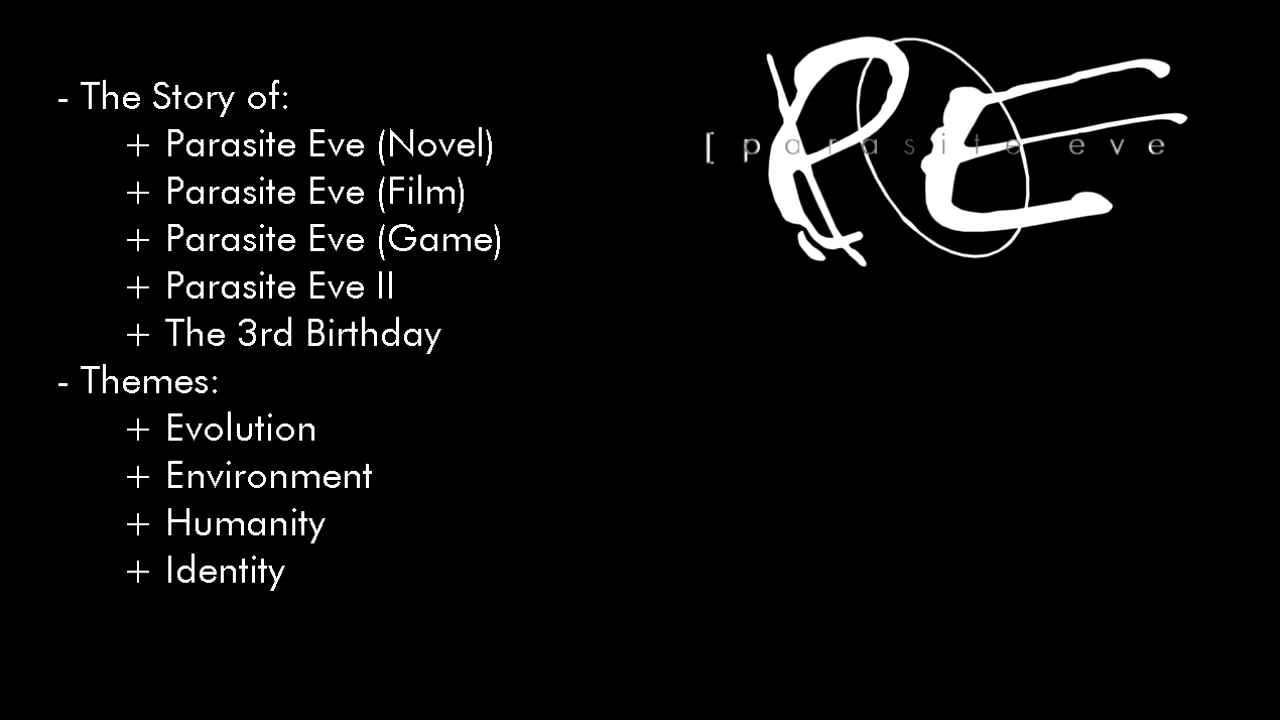 - The Story of:
+ Parasite Eve (Novel)
+ Parasite Eve (Film)
+ Parasite Eve (Game)
+ Parasite Eve II
+ The 3rd Birthday
- Themes:
+ Evolution
+ Environment
+ Humanity
+ Identity
PE
[ parasite eve